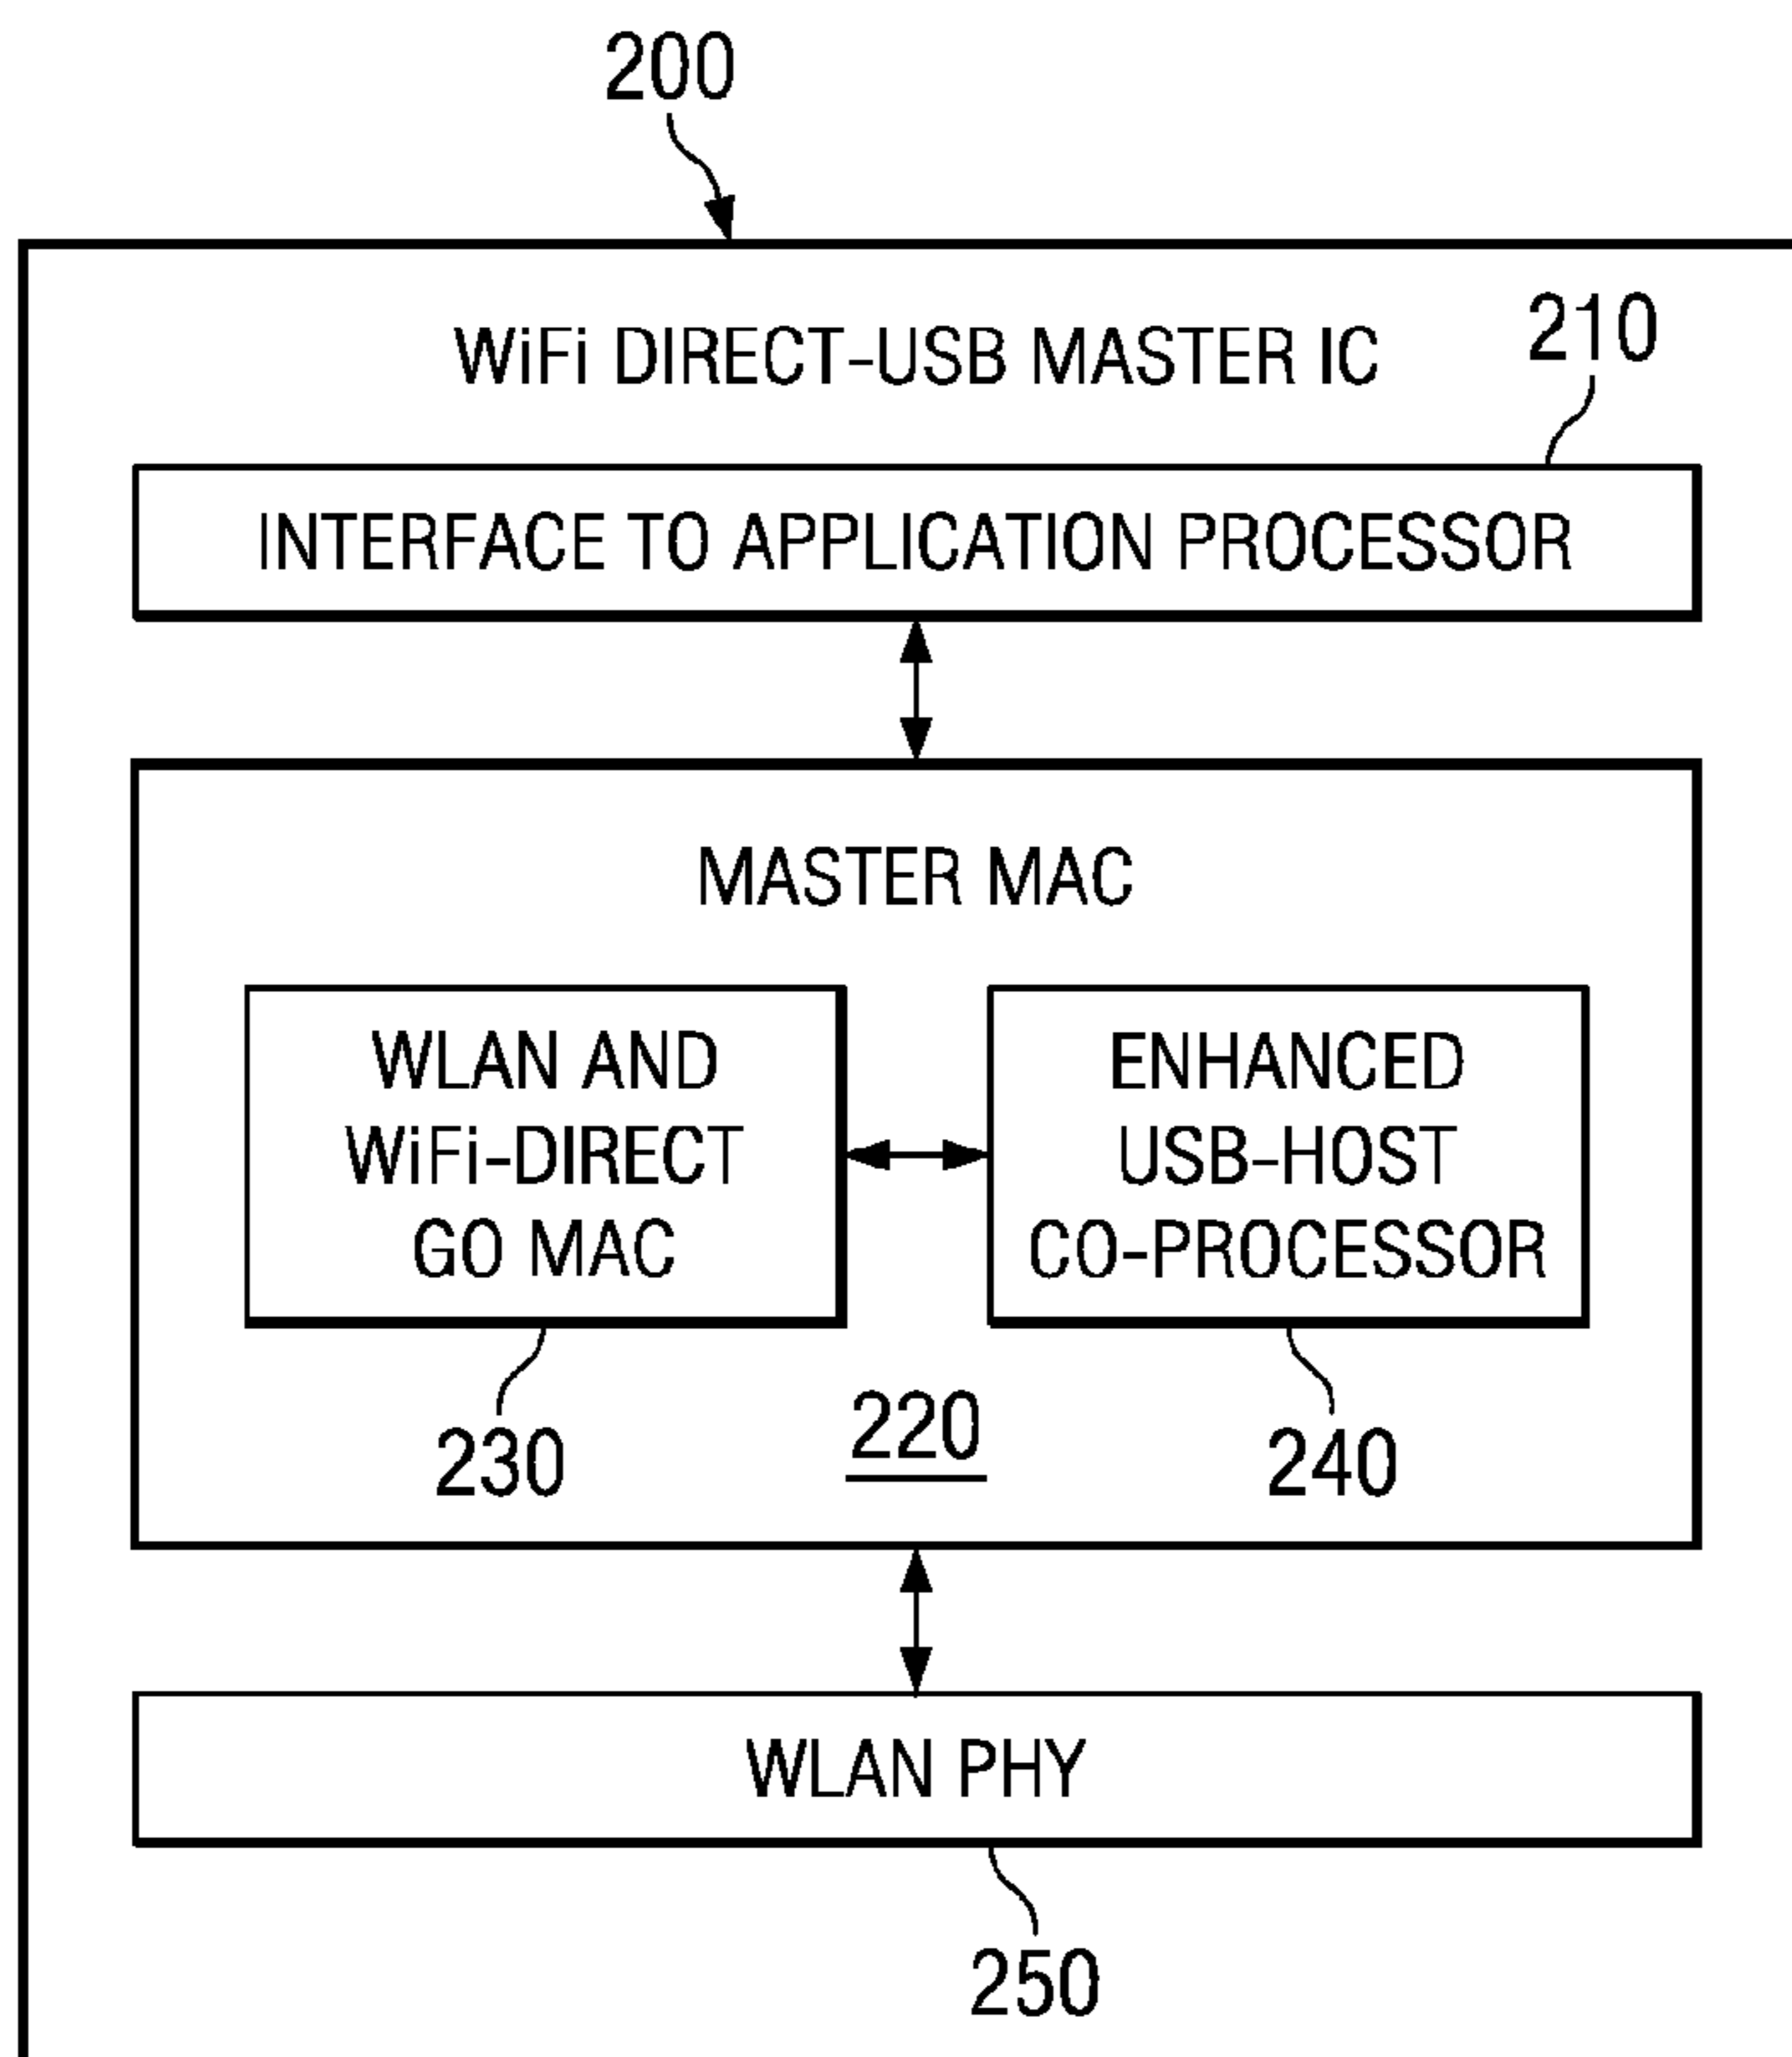 200
WiFi DIRECT-USB MASTER IC
210
INTERFACE TO APPLICATION PROCESSOR
MASTER MAC
WLAN AND
WiFi-DIRECT
GO MAC
ENHANCED
USB-HOST
CO-PROCESSOR
230
220
240
WLAN PHY
250